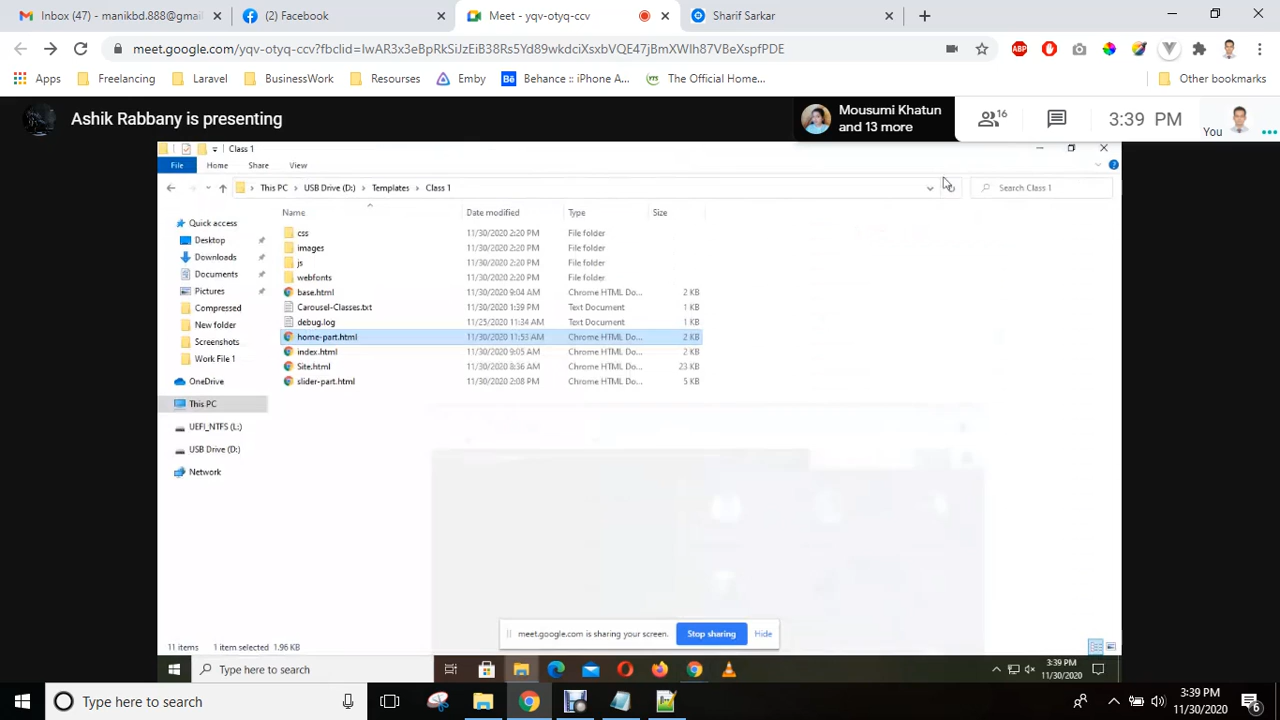 Inbox (47) - manikbd.888@gmail
(2) Facebook
Meet - yqv-otyq-ccv
Sharif Sarkar
meet.google.com/yqv-otyq-ccv?fbclid=IwAR3x3eBpRkSiJzEiB38Rs5Yd89wkdciXsxbVQE47jBmXWIh87VBeXspfPDE
ABP
Apps
Freelancing
Laravel
BusinessWork
Resourses
Emby
Bē
Behance :: iPhone A...
YTS
The Official Home...
Other bookmarks
Ashik Rabbany is presenting
Mousumi Khatun
and 13 more
16
3:39 PM
You
Class 1
File
Home
Share
View
This PC
USB Drive (D:)
Templates
Class 1
Search Class 1
Name
Date modified
Type
Size
Quick access
Desktop
Downloads
Documents
Pictures
Compressed
New folder
Screenshots
Work File 1
OneDrive
This PC
UEFI_NTFS (L:)
USB Drive (D:)
Network
css 11/30/2020 2:20 PM File folder
images 11/30/2020 2:20 PM File folder
js 11/30/2020 2:20 PM File folder
webfonts 11/30/2020 2:20 PM File folder
base.html 11/30/2020 9:04 AM Chrome HTML Do... 2 KB
Carousel-Classes.txt 11/30/2020 1:39 PM Text Document 1 KB
debug.log 11/25/2020 11:34 AM Text Document 1 KB
home-part.html 11/30/2020 11:53 AM Chrome HTML Do... 2 KB
index.html 11/30/2020 9:05 AM Chrome HTML Do... 2 KB
Site.html 11/30/2020 8:36 AM Chrome HTML Do... 23 KB
slider-part.html 11/30/2020 2:08 PM Chrome HTML Do... 5 KB
meet.google.com is sharing your screen.
Stop sharing
Hide
11 items
1 item selected 1.96 KB
Type here to search
3:39 PM
11/30/2020
Type here to search
3:39 PM
11/30/2020
6